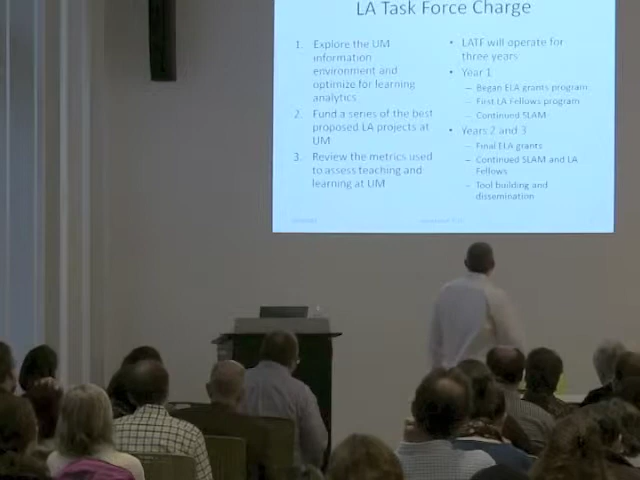 LA Task Force Charge
1. Explore the UM
information
environment and
optimize for learning
analytics
2. Fund a series of the best
proposed LA projects at
UM
3. Review the metrics used
to assess teaching and
learning at UM
• LATF will operate for
three years
• Year 1
– Began ELA grants program
– First LA Fellows program
– Continued SLAM
• Years 2 and 3
– Final ELA grants
– Continued SLAM and LA
Fellows
– Tool building and
dissemination